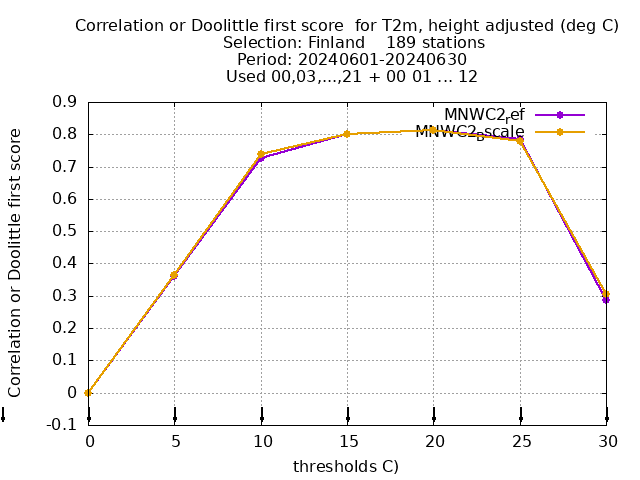 Correlation or Doolittle first score  for T2m, height adjusted (deg C)
Selection: Finland    189 stations
Period: 20240601-20240630
Used 00,03,...,21 + 00 01 ... 12
MNWC2ref
MNWC2pscale
0.9
0.8
0.7
0.6
0.5
0.4
0.3
0.2
0.1
0
-0.1
Correlation or Doolittle first score
0 5 10 15 20 25 30
thresholds C)